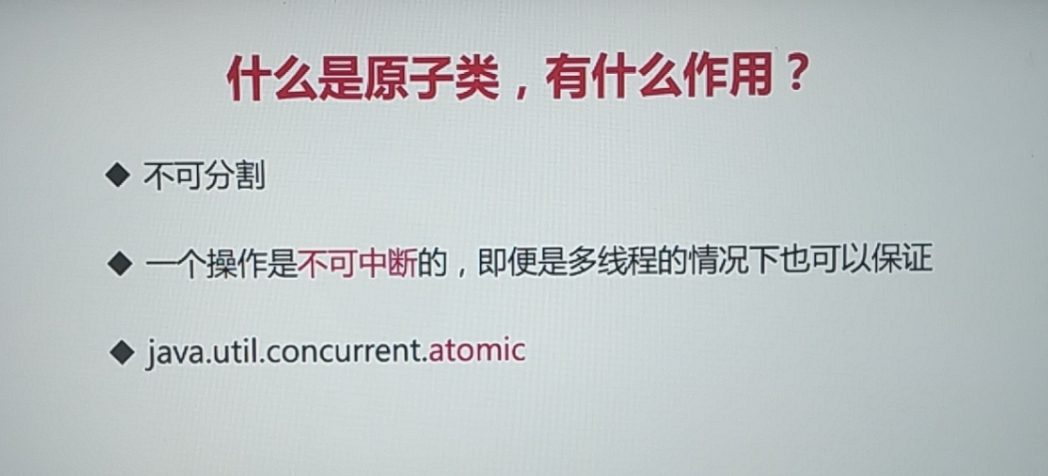 什么是原子类，有什么作用？
◆ 不可分割
◆ 一个操作是不可中断的，即便是多线程的情况下也可以保证
◆ java.util.concurrent.atomic